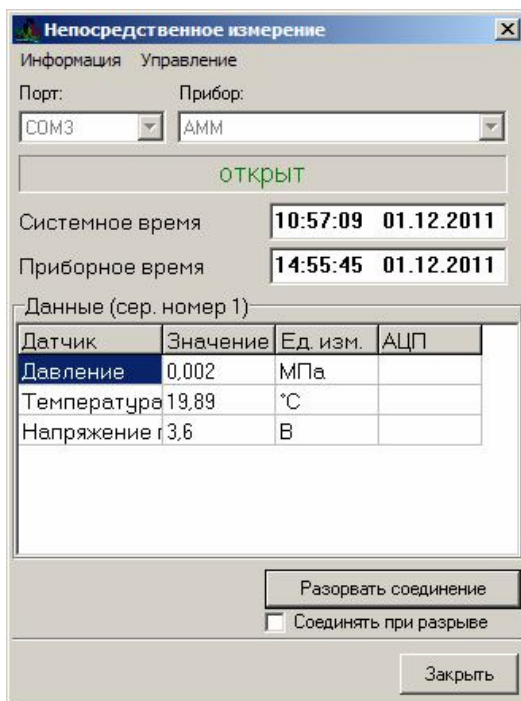 Непосредственное измерение
Информация Управление
Порт: Прибор:
COM3 АММ
открыт
Системное время 10:57:09 01.12.2011
Приборное время 14:55:45 01.12.2011
Данные (сер. номер 1)
Датчик Значение Ед. изм. АЦП
Давление 0,002 МПа
Температура 19,89 °C
Напряжение г 3,6 В
Разорвать соединение
Соединять при разрыве
Закрыть